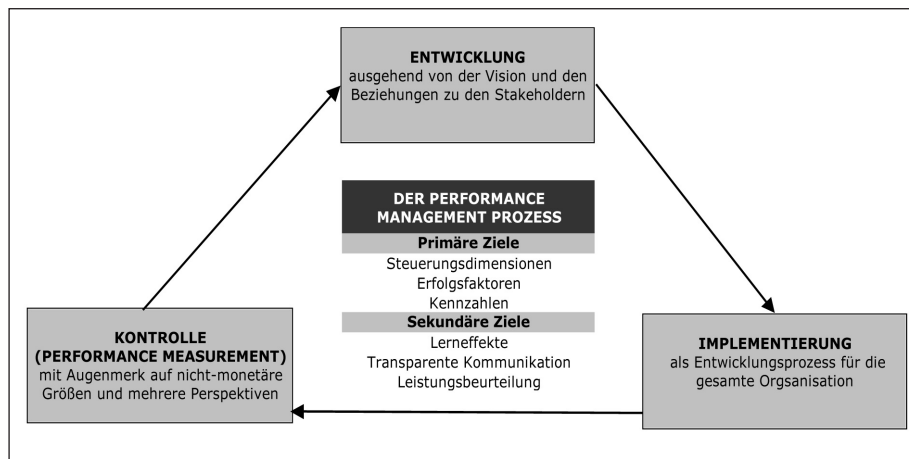 ENTWICKLUNG
ausgehend von der Vision und den
Beziehungen zu den Stakeholdern
DER PERFORMANCE
MANAGEMENT PROZESS
Primäre Ziele
Steuerungsdimensionen
Erfolgsfaktoren
Kennzahlen
Sekundäre Ziele
Lerneffekte
Transparente Kommunikation
Leistungsbeurteilung
KONTROLLE
(PERFORMANCE MEASUREMENT)
mit Augenmerk auf nicht-monetäre
Größen und mehrere Perspektiven
IMPLEMENTIERUNG
als Entwicklungsprozess für die
gesamte Orgsanisation